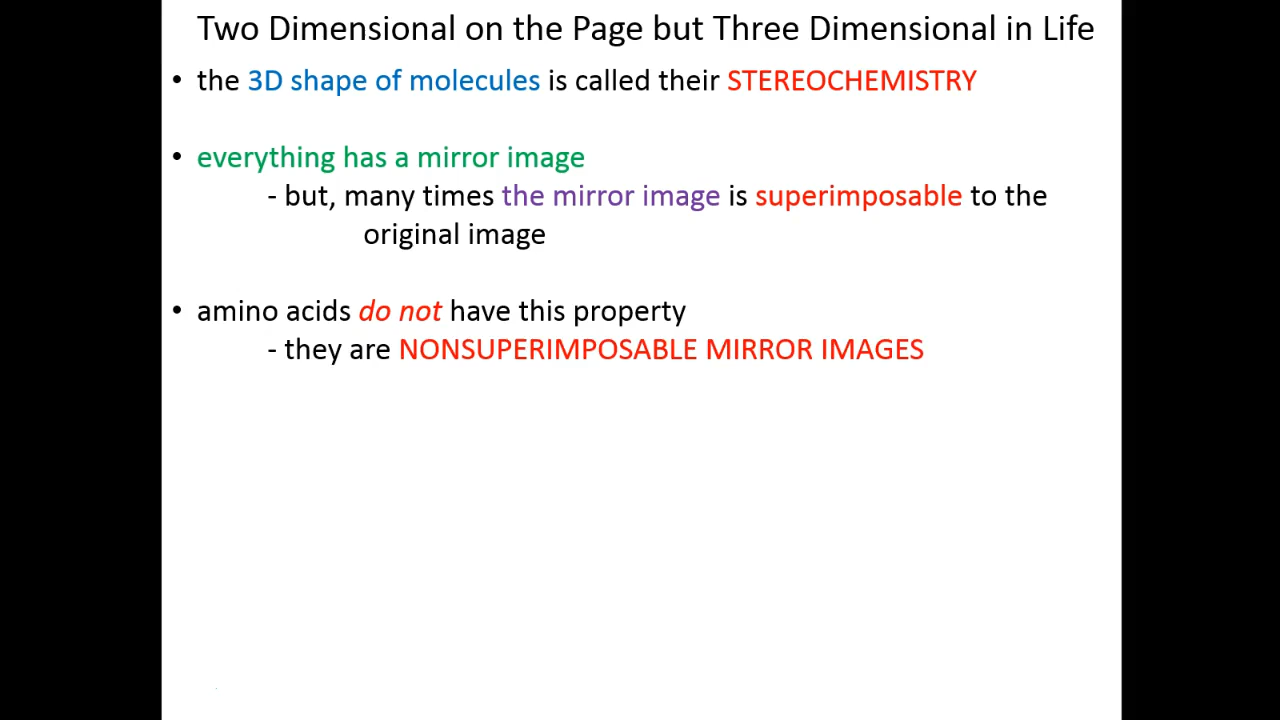 Two Dimensional on the Page but Three Dimensional in Life
• the 3D shape of molecules is called their STEREOCHEMISTRY
• everything has a mirror image
- but, many times the mirror image is superimposable to the
original image
• amino acids do not have this property
- they are NONSUPERIMPOSABLE MIRROR IMAGES